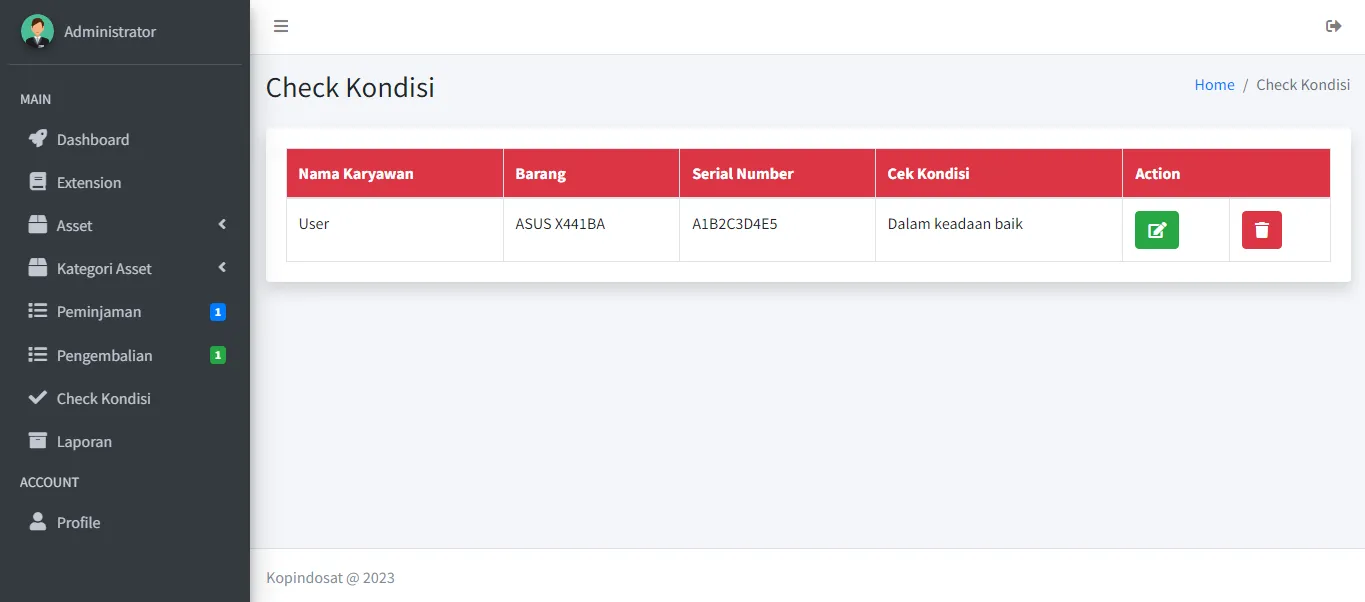 Administrator
MAIN
Dashboard
Extension
Asset
Kategori Asset
Peminjaman 1
Pengembalian 1
Check Kondisi
Laporan
ACCOUNT
Profile
Check Kondisi
Home / Check Kondisi
Nama Karyawan Barang Serial Number Cek Kondisi Action
User ASUS X441BA A1B2C3D4E5 Dalam keadaan baik
Kopindosat @ 2023